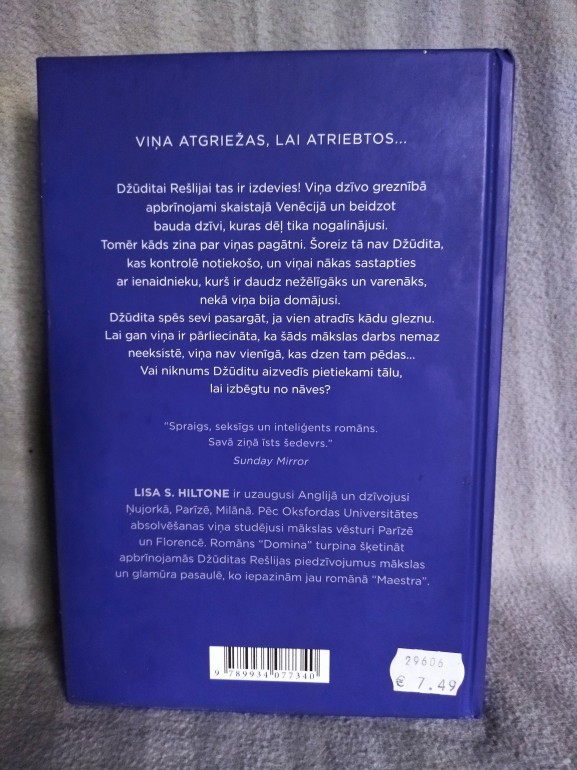 VIŅA ATGRIEŽAS, LAI ATRIEBTOS...
Džūditai Rešlijai tas ir izdevies! Viņa dzīvo greznībā
apbrīnojami skaistajā Venēcijā un beidzot
bauda dzīvi, kuras dēļ tika nogalinājusi.
Tomēr kāds zina par viņas pagātni. Šoreiz tā nav Džūdita,
kas kontrolē notiekošo, un viņai nākas sastapties
ar ienaidnieku, kurš ir daudz nežēlīgāks un varenāks,
nekā viņa bija domājusi.
Džūdita spēs sevi pasargāt, ja vien atradīs kādu gleznu.
Lai gan viņa ir pārliecināta, ka šāds mākslas darbs nemaz
neeksistē, viņa nav vienīgā, kas dzen tam pēdas...
Vai niknums Džūditu aizvedīs pietiekami tālu,
lai izbēgtu no nāves?
"Spraigs, seksīgs un inteliģents romāns.
Savā ziņā īsts šedevrs."
Sunday Mirror
LISA S. HILTONE ir uzaugusi Anglijā un dzīvojusi
Ņujorkā, Parīzē, Milānā. Pēc Oksfordas Universitātes
absolvēšanas viņa studējusi mākslas vēsturi Parīzē
un Florencē. Romāns "Domina" turpina šķetināt
apbrīnojamās Džūditas Rešlijas piedzīvojumus mākslas
un glamūra pasaulē, ko iepazinām jau romānā "Maestra".
9 789934 077340
29606
€ 7.49